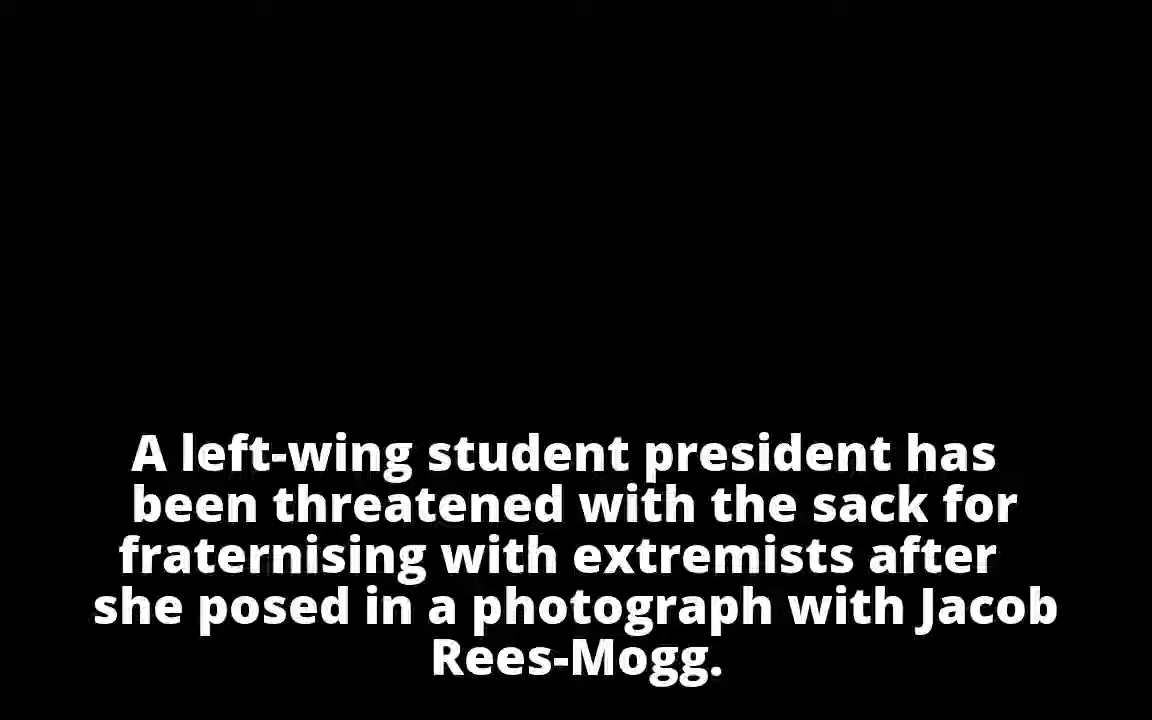 A left-wing student president has
been threatened with the sack for
fraternising with extremists after
she posed in a photograph with Jacob
Rees-Mogg.